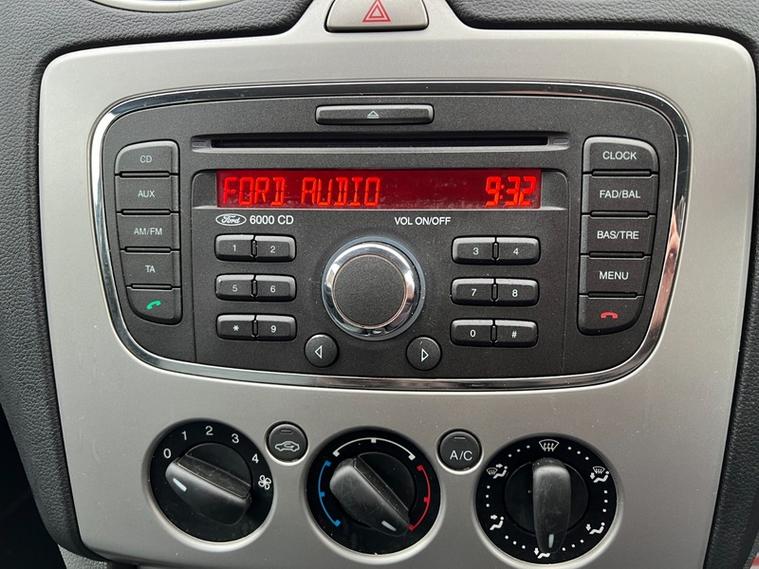 CD
CLOCK
FORD AUDIO 9:32
AUX
FAD/BAL
Ford 6000 CD
VOL ON/OFF
AM/FM
BAS/TRE
1 2
3 4
TA
MENU
5 6
7 8
* 9
0 #
0 1 2 3 4
A/C